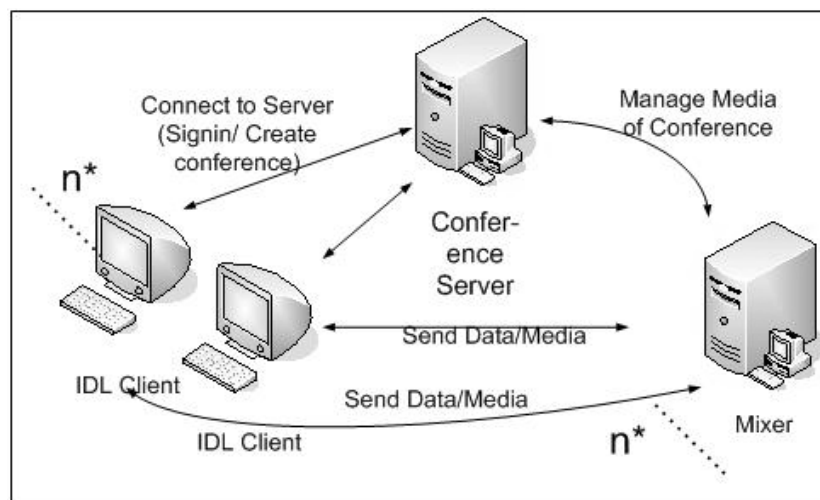 Connect to Server
(Signin/ Create
conference)
Manage Media
of Conference
n*
Confer-
ence
Server
Send Data/Media
IDL Client
Send Data/Media
IDL Client
n*
Mixer